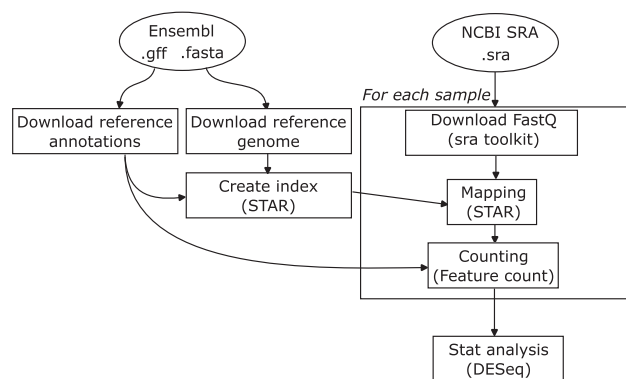 Ensembl
.gff .fasta
NCBI SRA
.sra
For each sample
Download reference
annotations
Download reference
genome
Download FastQ
(sra toolkit)
Create index
(STAR)
Mapping
(STAR)
Counting
(Feature count)
Stat analysis
(DESeq)